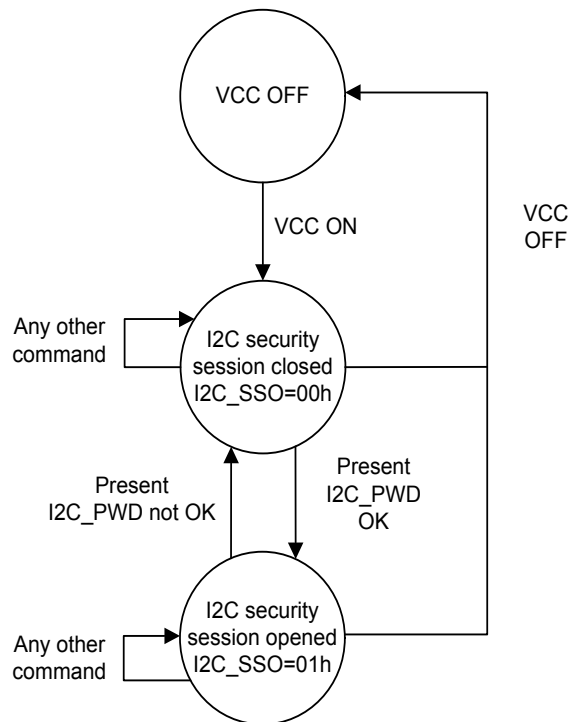 VCC OFF
VCC ON
VCC
OFF
Any other
command
I2C security
session closed
I2C_SSO=00h
Present
I2C_PWD not OK
Present
I2C_PWD
OK
Any other
command
I2C security
session opened
I2C_SSO=01h